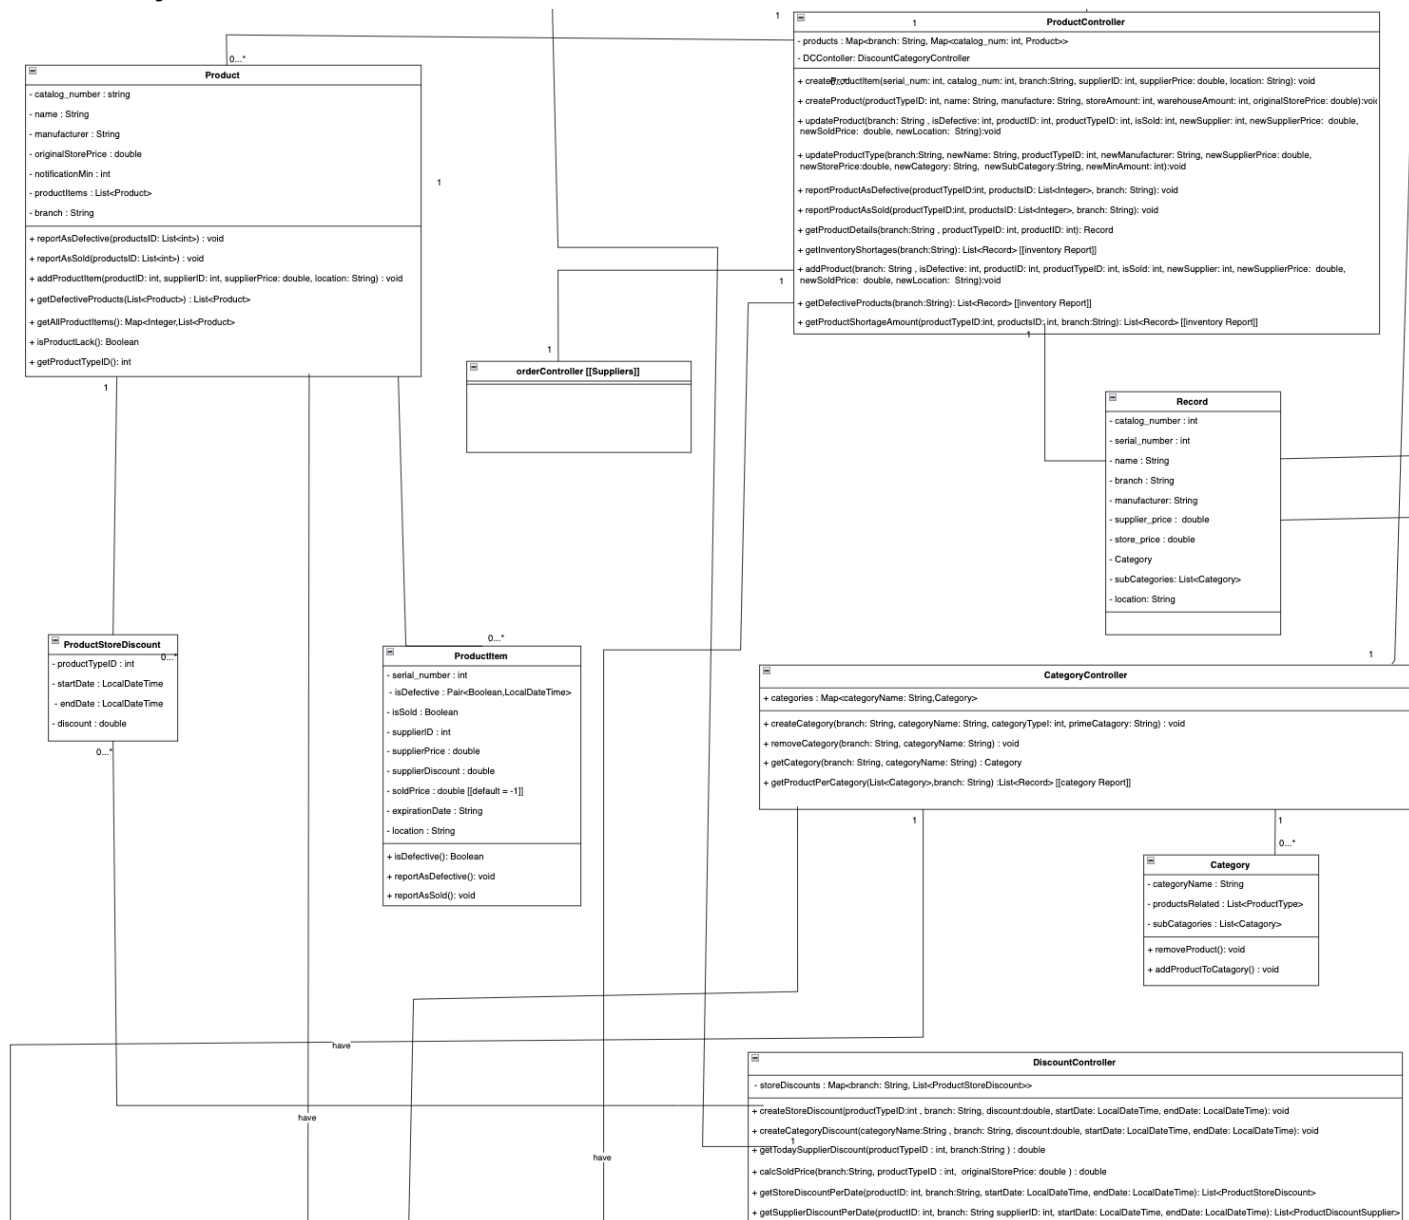 1
1
ProductController
- products : Map<branch: String, Map<catalog_num: int, Product>>
- DCContoller: DiscountCategoryController
+ createProductItem(serial_num: int, catalog_num: int, branch:String, supplierID: int, supplierPrice: double, location: String): void
0...*
+ createProduct(productTypeID: int, name: String, manufacture: String, storeAmount: int, warehouseAmount: int, originalStorePrice: double):void
+ updateProduct(branch: String , isDefective: int, productID: int, productTypeID: int, isSold: int, newSupplier: int, newSupplierPrice:  double,
newSoldPrice:  double, newLocation:  String):void
+ updateProductType(branch:String, newName: String, productTypeID: int, newManufacturer: String, newSupplierPrice: double,
newStorePrice:double, newCategory: String,  newSubCategory:String, newMinAmount: int):void
+ reportProductAsDefective(productTypeID:int, productsID: List<Integer>, branch: String): void
+ reportProductAsSold(productTypeID:int, productsID: List<Integer>, branch: String): void
+ getProductDetails(branch:String , productTypeID: int, productID: int): Record
+ getInventoryShortages(branch:String): List<Record> [[inventory Report]]
+ addProduct(branch: String , isDefective: int, productID: int, productTypeID: int, isSold: int, newSupplier: int, newSupplierPrice:  double,
newSoldPrice:  double, newLocation:  String):void
+ getDefectiveProducts(branch:String): List<Record> [[inventory Report]]
+ getProductShortageAmount(productTypeID:int, productsID: int, branch:String): List<Record> [[inventory Report]]
1
1
0...*
Product
- catalog_number : string
- name : String
- manufacturer : String
- originalStorePrice : double
- notificationMin : int
- productItems : List<Product>
- branch : String
+ reportAsDefective(productsID: List<int>) : void
+ reportAsSold(productsID: List<int>) : void
+ addProductItem(productID: int, supplierID: int, supplierPrice: double, location: String) : void
+ getDefectiveProducts(List<Product>) : List<Product>
+ getAllProductItems(): Map<Integer,List<Product>
+ isProductLack(): Boolean
+ getProductTypeID(): int
1
1
1
orderController [[Suppliers]]
Record
- catalog_number : int
- serial_number : int
- name : String
- branch : String
- manufacturer: String
- supplier_price :  double
- store_price : double
- Category
- subCategories: List<Category>
- location: String
ProductStoreDiscount
0...*
- productTypeID : int
- startDate : LocalDateTime
- endDate : LocalDateTime
- discount : double
0...*
0...*
ProductItem
- serial_number : int
- isDefective : Pair<Boolean,LocalDateTime>
- isSold : Boolean
- supplierID : int
- supplierPrice : double
- supplierDiscount : double
- soldPrice : double [[default = -1]]
- expirationDate : String
- location : String
+ isDefective(): Boolean
+ reportAsDefective(): void
+ reportAsSold(): void
1
CategoryController
+ categories : Map<categoryName: String,Category>
+ createCategory(branch: String, categoryName: String, categoryTypeI: int, primeCatagory: String) : void
+ removeCategory(branch: String, categoryName: String) : void
+ getCategory(branch: String, categoryName: String) : Category
+ getProductPerCategory(List<Category>,branch: String) :List<Record> [[category Report]]
1
1
0...*
Category
- categoryName : String
- productsRelated : List<ProductType>
- subCatagories : List<Catagory>
+ removeProduct(): void
+ addProductToCatagory() : void
have
have
have
DiscountController
- storeDiscounts : Map<branch: String, List<ProductStoreDiscount>>
+ createStoreDiscount(productTypeID:int , branch: String, discount:double, startDate: LocalDateTime, endDate: LocalDateTime): void
+ createCategoryDiscount(categoryName:String , branch: String, discount:double, startDate: LocalDateTime, endDate: LocalDateTime): void
1
+ getTodaySupplierDiscount(productTypeID : int, branch:String ) : double
+ calcSoldPrice(branch:String, productTypeID : int,  originalStorePrice: double ) : double
+ getStoreDiscountPerDate(productID: int, branch:String, startDate: LocalDateTime, endDate: LocalDateTime): List<ProductStoreDiscount>
+ getSupplierDiscountPerDate(productID: int, branch: String supplierID: int, startDate: LocalDateTime, endDate: LocalDateTime): List<ProductDiscountSupplier>